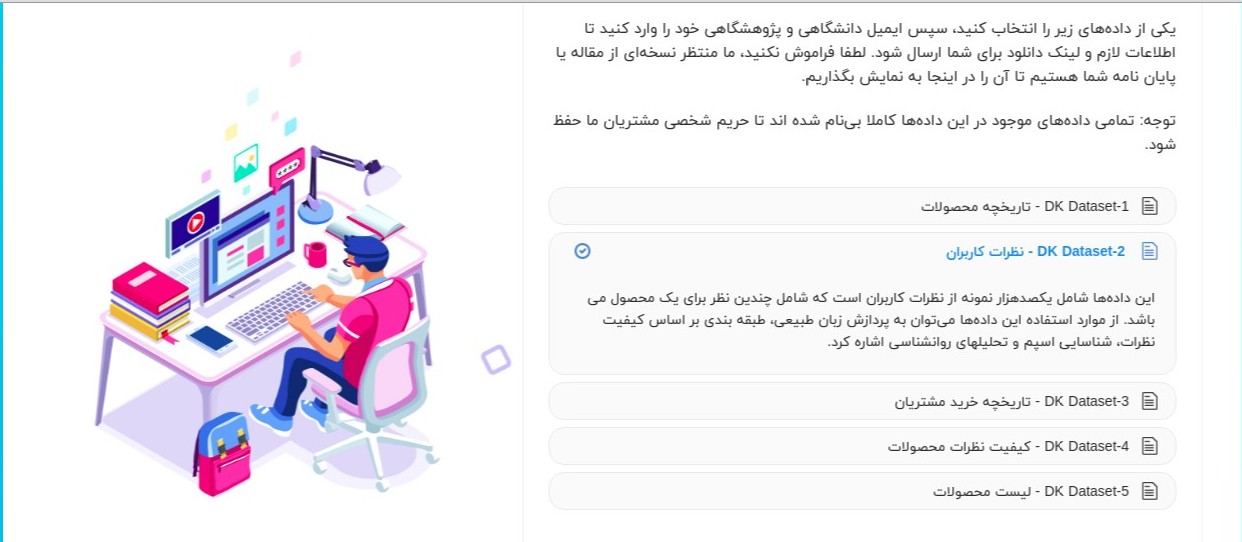 یکی از داده‌های زیر را انتخاب کنید، سپس ایمیل دانشگاهی و پژوهشگاهی خود را وارد کنید تا
اطلاعات لازم و لینک دانلود برای شما ارسال شود. لطفا فراموش نکنید، ما منتظر نسخه‌ای از مقاله یا
پایان نامه شما هستیم تا آن را در اینجا به نمایش بگذاریم.
توجه: تمامی داده‌های موجود در این داده‌ها کاملا بی‌نام شده اند تا حریم شخصی مشتریان ما حفظ
شود.
DK Dataset-1 - تاریخچه محصولات
DK Dataset-2 - نظرات کاربران
این داده‌ها شامل یکصدهزار نمونه از نظرات کاربران است که شامل چندین نظر برای یک محصول می
باشد. از موارد استفاده این داده‌ها می‌توان به پردازش زبان طبیعی، طبقه بندی بر اساس کیفیت
نظرات، شناسایی اسپم و تحلیلهای روانشناسی اشاره کرد.
DK Dataset-3 - تاریخچه خرید مشتریان
DK Dataset-4 - کیفیت نظرات محصولات
DK Dataset-5 - لیست محصولات